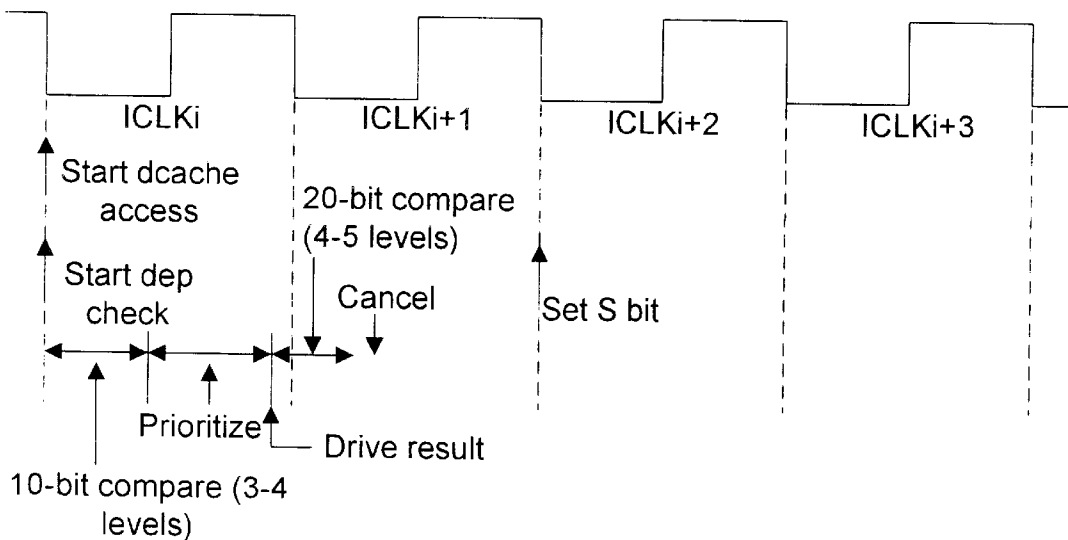 ICLKi
ICLKi+1
ICLKi+2
ICLKi+3
Start dcache
access
20-bit compare
(4-5 levels)
Start dep
check
Cancel
Set S bit
Prioritize
Drive result
10-bit compare (3-4
levels)